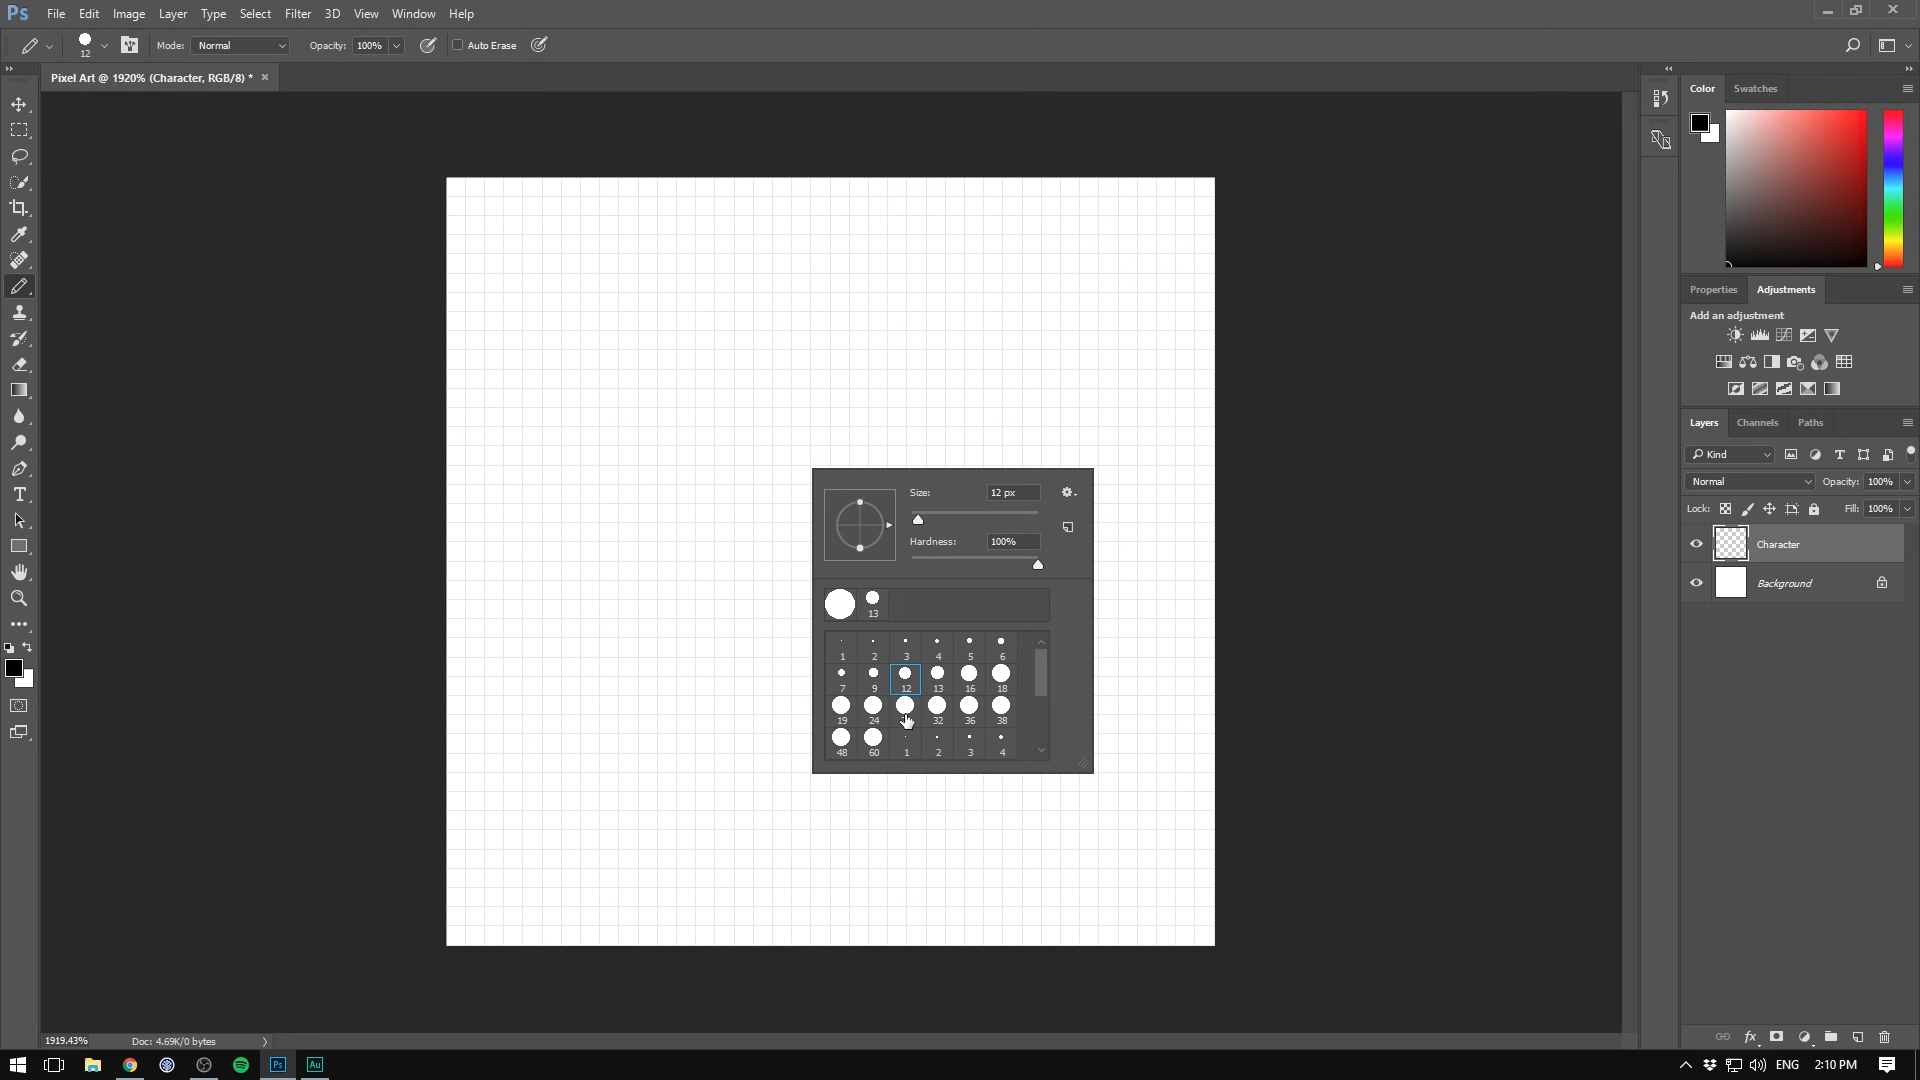 Ps File Edit Image Layer Type Select Filter 3D View Window Help
12 Mode: Normal Opacity: 100% Auto Erase
Pixel Art @ 1920% (Character, RGB/8) * ×
Color Swatches
Properties Adjustments
Add an adjustment
Layers Channels Paths
Kind
Normal Opacity: 100%
Lock: Fill: 100%
Character
Background
Size: 12 px
Hardness: 100%
13
1 2 3 4 5 6
7 9 12 13 16 18
19 24 32 36 38
48 60 1 2 3 4
1919.43% Doc: 4.69K/0 bytes
Ps Au ENG 2:10 PM